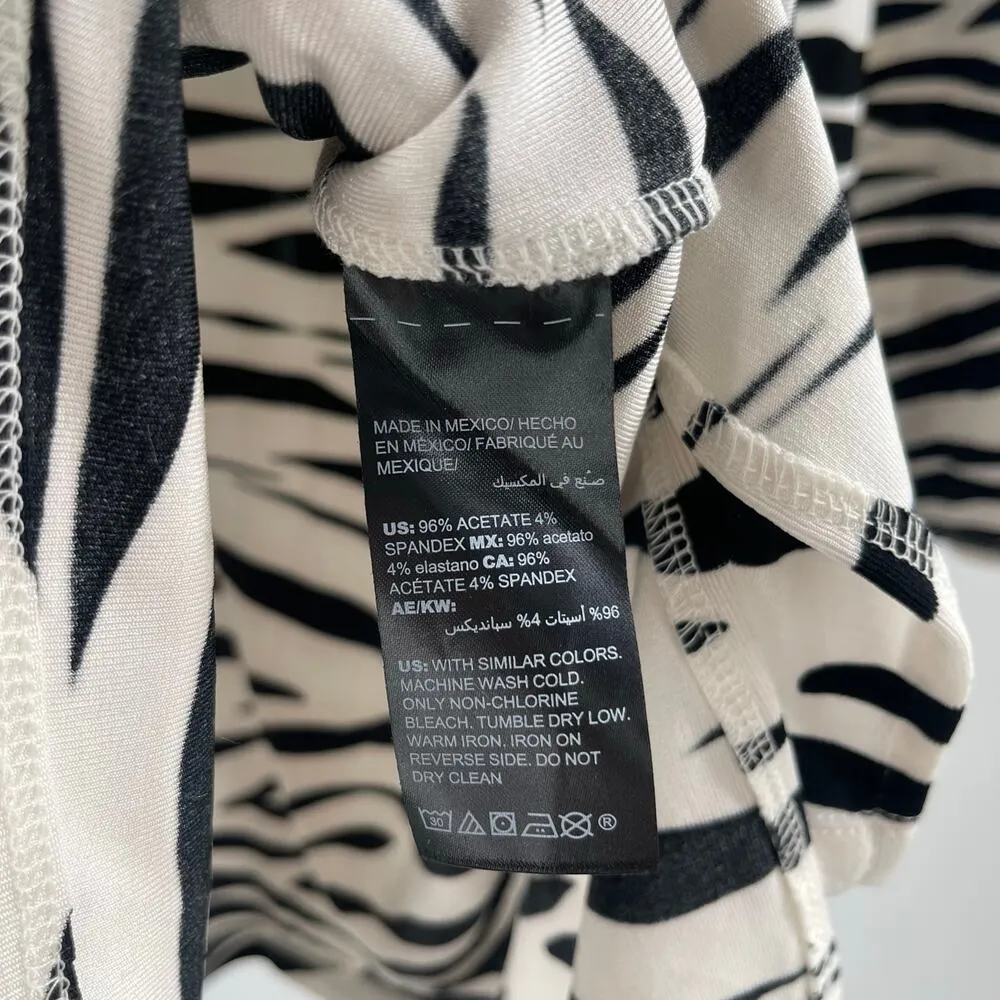 MADE IN MEXICO/ HECHO
EN MÉXICO/ FABRIQUÉ AU
MEXIQUE/
صنع في المكسيك
US: 96% ACETATE 4%
SPANDEX MX: 96% acetato
4% elastano CA: 96%
ACÉTATE 4% SPANDEX
AE/KW:
96% أسيتات 4% سبانديكس
US: WITH SIMILAR COLORS.
MACHINE WASH COLD.
ONLY NON-CHLORINE
BLEACH. TUMBLE DRY LOW.
WARM IRON. IRON ON
REVERSE SIDE. DO NOT
DRY CLEAN
30 ®